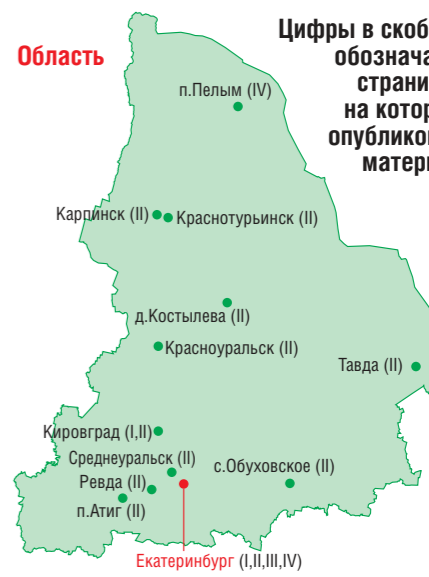 Область
Цифры в скоб
обознача
страни
на котор
опубликов
матери
п.Пелым (IV)
Карпинск (II)
Краснотурьинск (II)
д.Костылева (II)
Красноуральск (II)
Тавда (II)
Кировград (I,II)
Среднеуральск (II)
с.Обуховское (II)
Ревда (II)
п.Атиг (II)
Екатеринбург (I,II,III,IV)